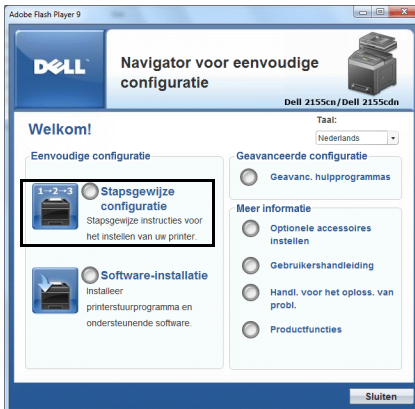 Adobe Flash Player 9
DELL
Navigator voor eenvoudige
configuratie
Dell 2155cn/Dell 2155cdn
Welkom!
Taal:
Nederlands
Eenvoudige configuratie
1→2→3
Stapsgewijze
configuratie
Stapsgewijze instructies voor
het instellen van uw printer.
Software-installatie
Installeer
printerstuurprogramma en
ondersteunende software.
Geavanceerde configuratie
Geavanc. hulpprogrammas
Meer informatie
Optionele accessoires
instellen
Gebruikershandleiding
Handl. voor het oploss. van
probl.
Productfuncties
Sluiten